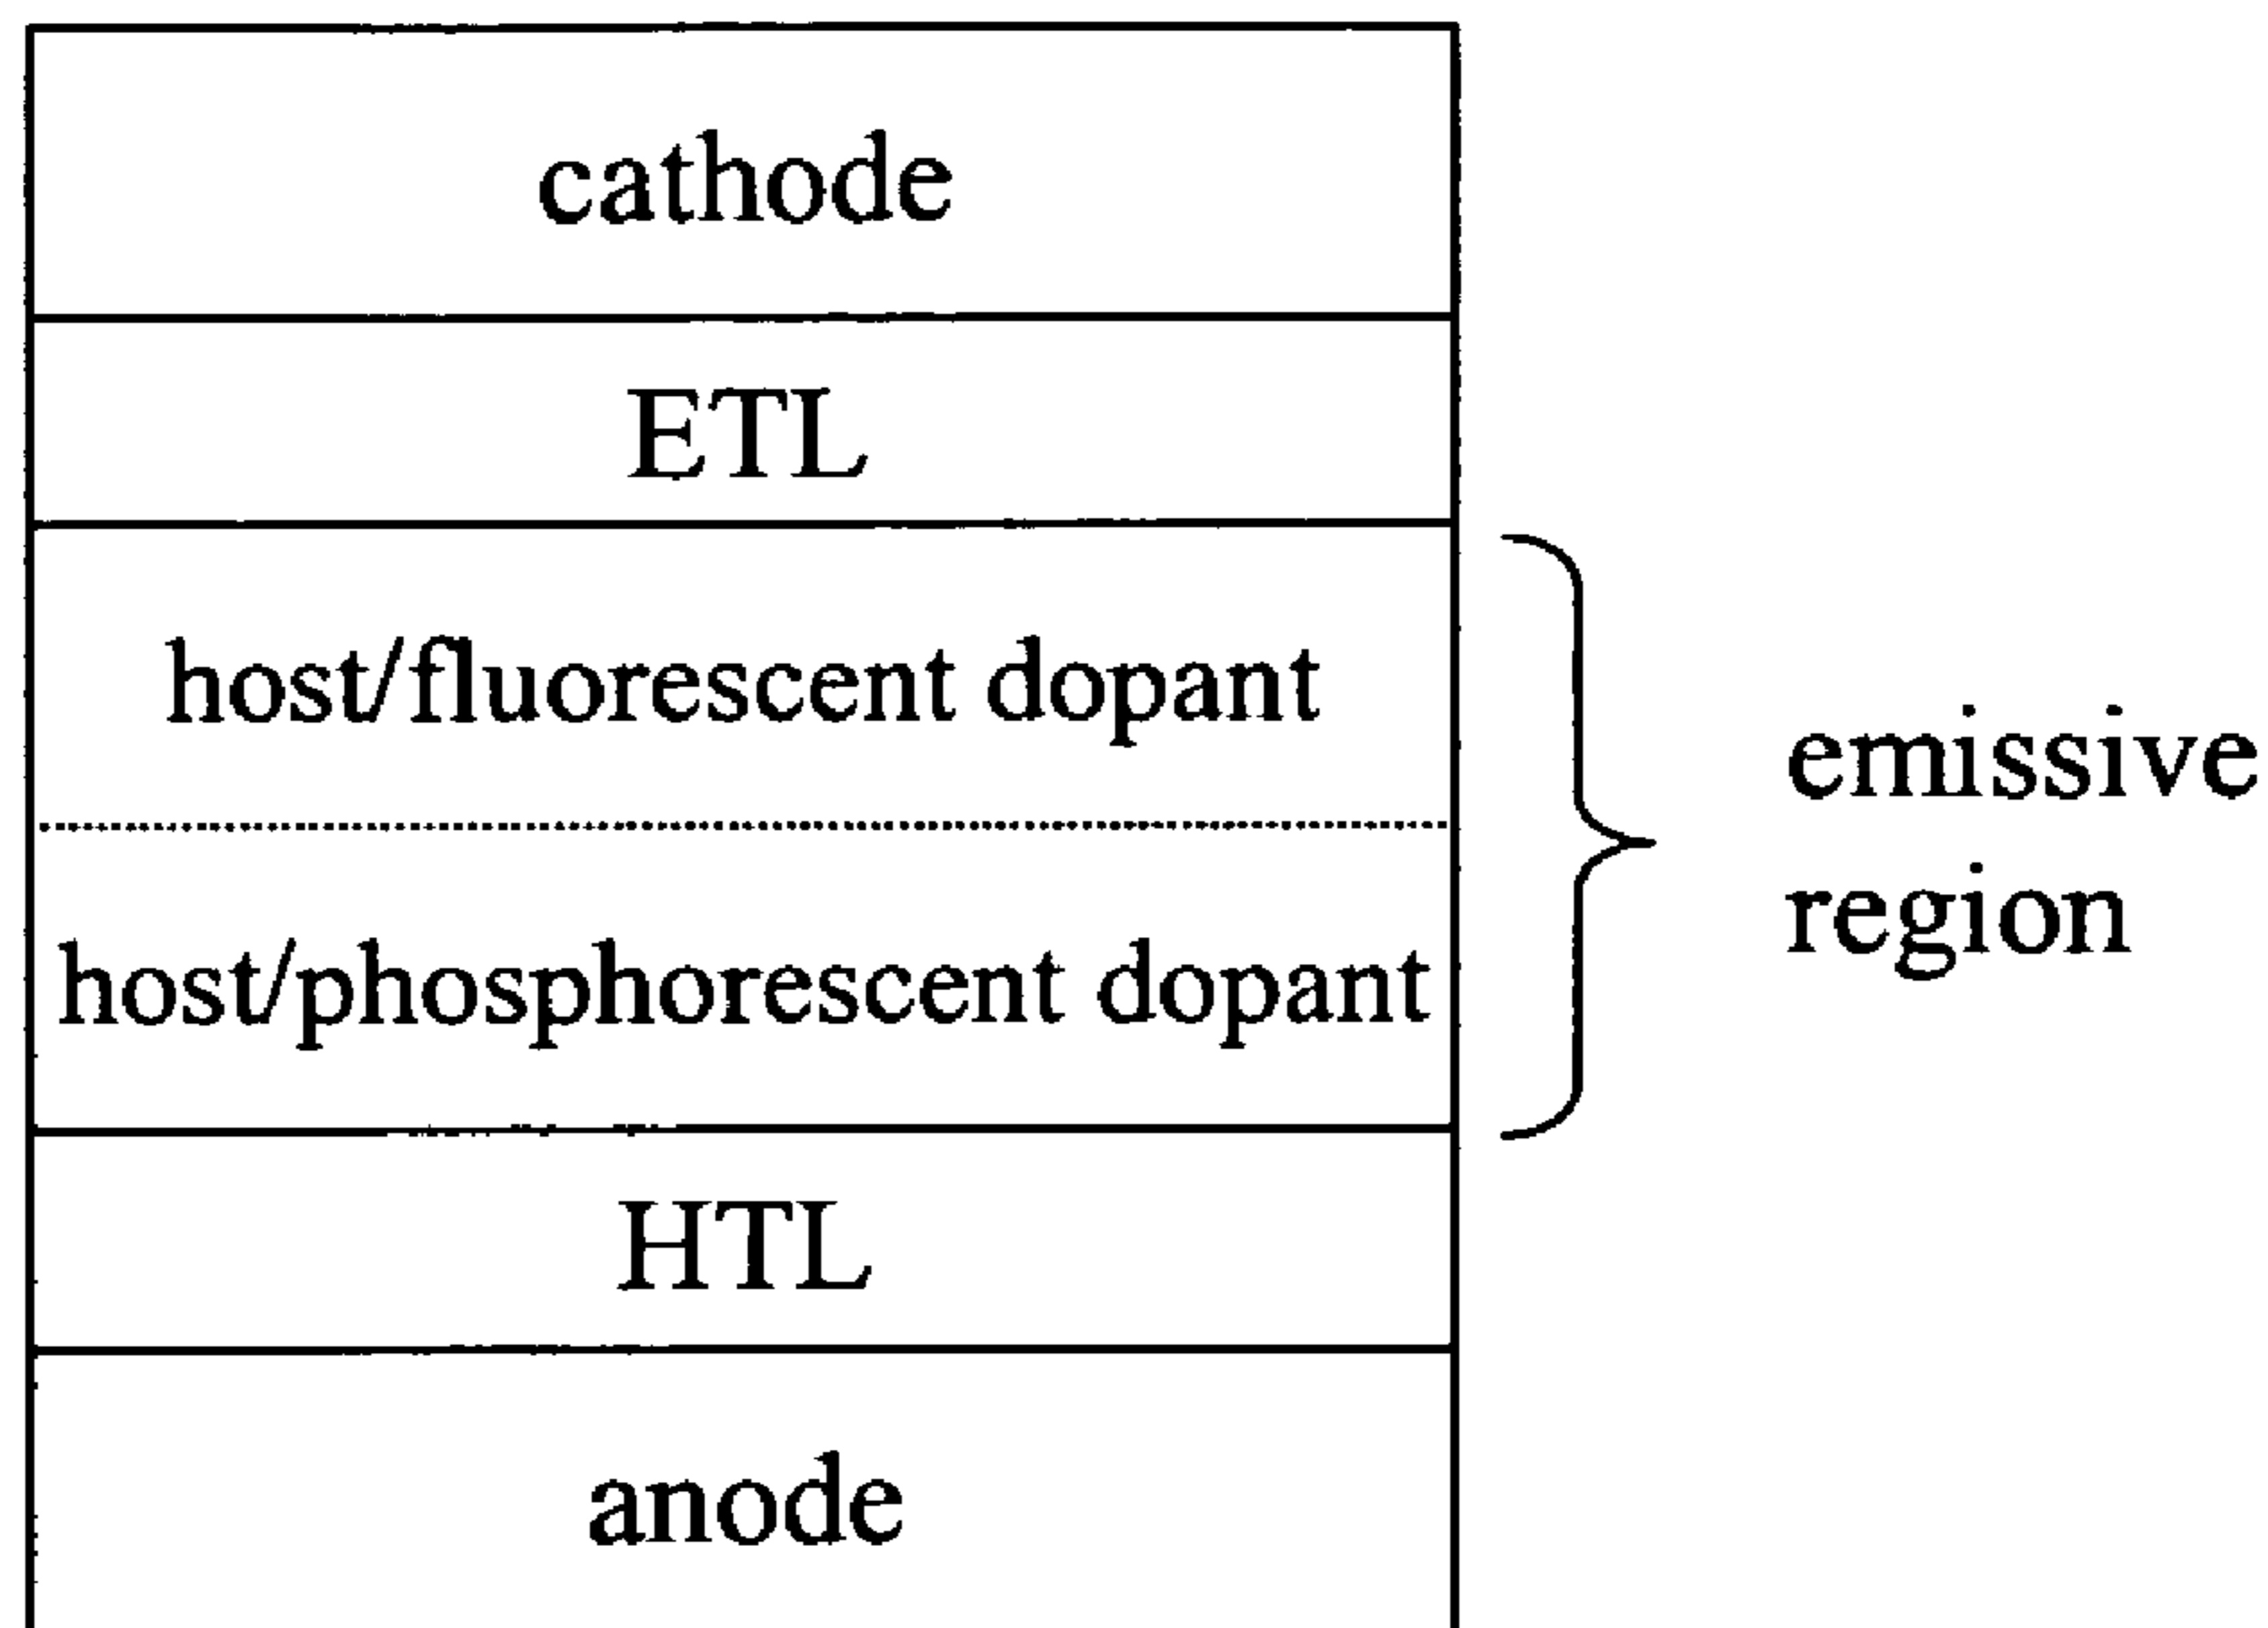 cathode
ETL
host/fluorescent dopant
host/phosphorescent dopant
emissive
region
HTL
anode